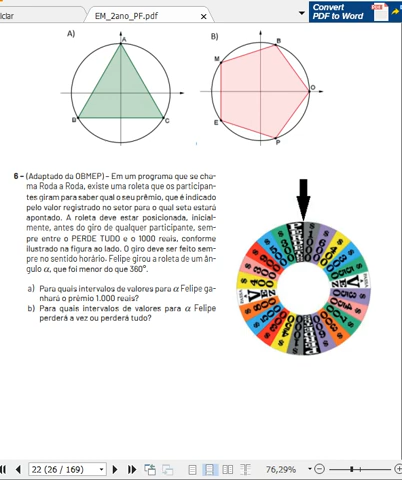 iciar
EM_2ano_PF.pdf
×
Convert
PDF to Word
A)
A
B
C
B)
B
M
O
E
P
6 - (Adaptado da OBMEP) - Em um programa que se cha-
ma Roda a Roda, existe uma roleta que os participan-
tes giram para saber qual o seu prêmio, que é indicado
pelo valor registrado no setor para o qual seta estará
apontado. A roleta deve estar posicionada, inicial-
mente, antes do giro de qualquer participante, sem-
pre entre o PERDE TUDO e o 1000 reais, conforme
ilustrado na figura ao lado. O giro deve ser feito sem-
pre no sentido horário. Felipe girou a roleta de um ân-
gulo α, que foi menor do que 360°.
a) Para quais intervalos de valores para α Felipe ga-
nhará o prêmio 1.000 reais?
b) Para quais intervalos de valores para α Felipe
perderá a vez ou perderá tudo?
22 (26 / 169)
76,29%